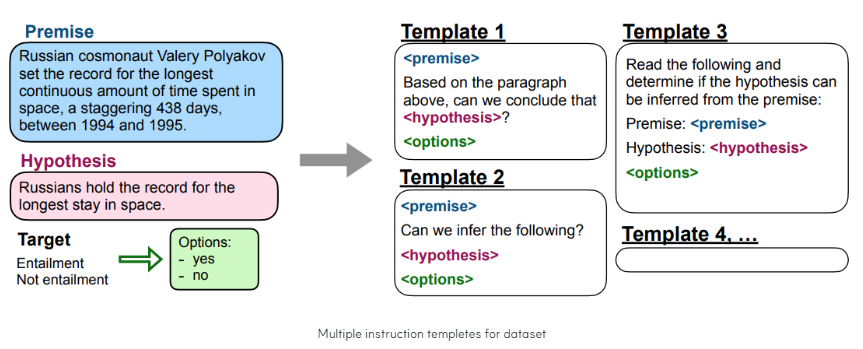 Premise
Russian cosmonaut Valery Polyakov
set the record for the longest
continuous amount of time spent in
space, a staggering 438 days,
between 1994 and 1995.
Hypothesis
Russians hold the record for the
longest stay in space.
Target
Entailment
Not entailment
Options:
- yes
- no
Template 1
<premise>
Based on the paragraph
above, can we conclude that
<hypothesis>?
<options>
Template 2
<premise>
Can we infer the following?
<hypothesis>
<options>
Template 3
Read the following and
determine if the hypothesis can
be inferred from the premise:
Premise: <premise>
Hypothesis: <hypothesis>
<options>
Template 4, ...
Multiple instruction templetes for dataset